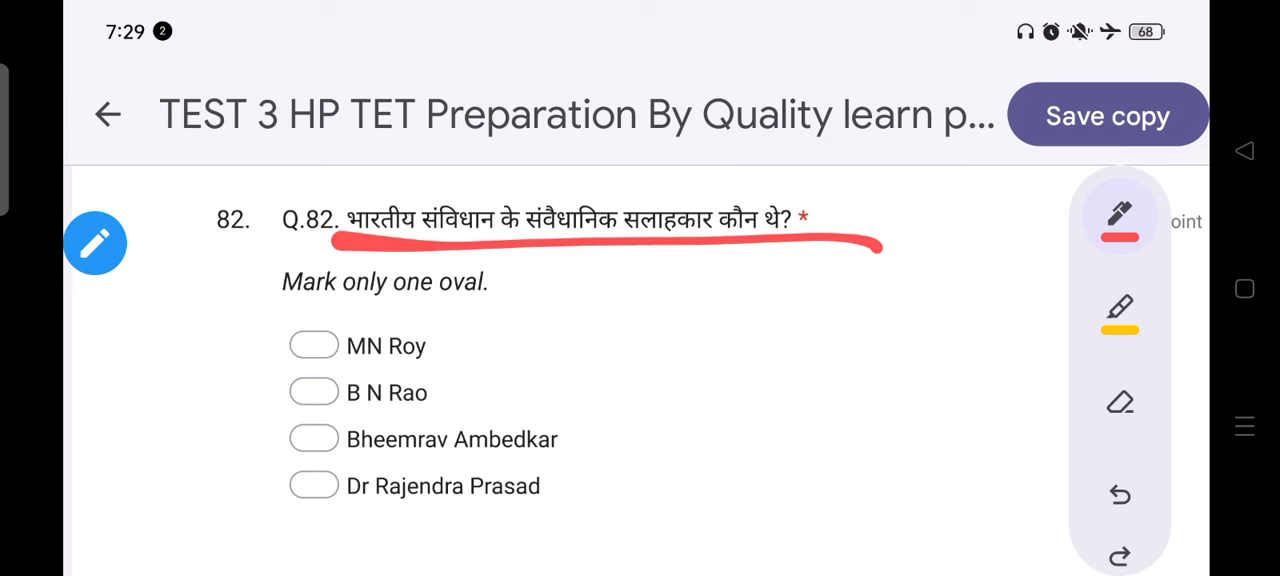 7:29 2
68
TEST 3 HP TET Preparation By Quality learn p...
Save copy
82. Q.82. भारतीय संविधान के संवैधानिक सलाहकार कौन थे? *
oint
Mark only one oval.
MN Roy
B N Rao
Bheemrav Ambedkar
Dr Rajendra Prasad